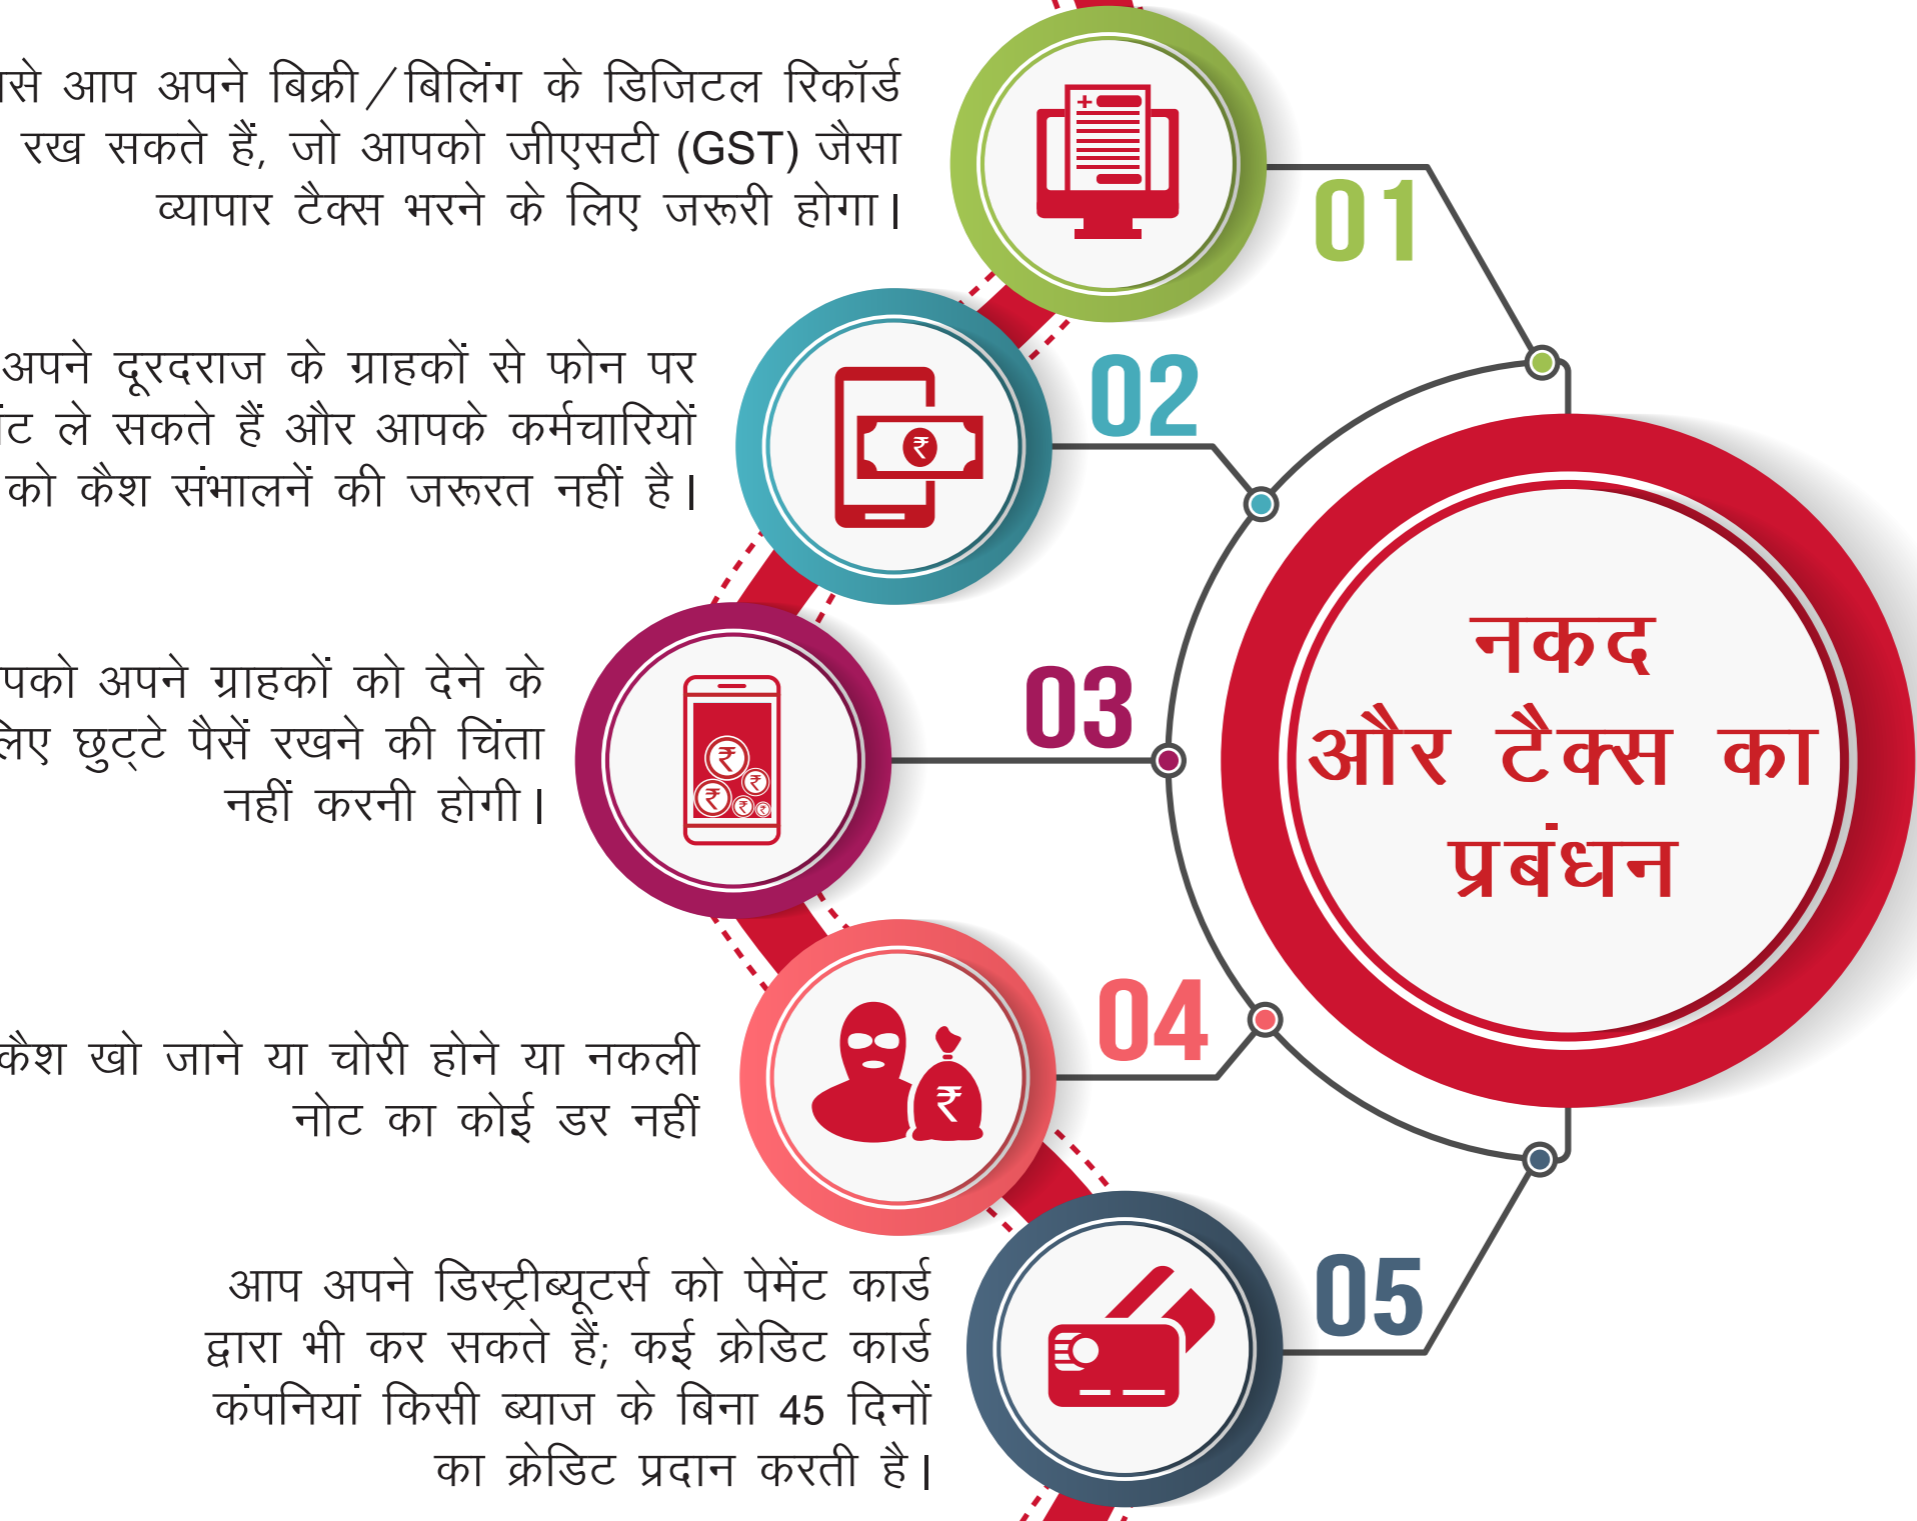 आप अपने बिक्री/बिलिंग के डिजिटल रिकॉर्ड
रख सकते हैं, जो आपको जीएसटी (GST) जैसा
व्यापार टैक्स भरने के लिए जरूरी होगा।
01
अपने दूरदराज के ग्राहकों से फोन पर
ले सकते हैं और आपके कर्मचारियों
को कैश संभालनें की जरूरत नहीं है।
02
अपने ग्राहकों को देने के
छुट्टे पैसें रखने की चिंता
नहीं करनी होगी।
03
कैश खो जाने या चोरी होने या नकली
नोट का कोई डर नहीं
04
आप अपने डिस्ट्रीब्यूटर्स को पेमेंट कार्ड
द्वारा भी कर सकते हैं; कई क्रेडिट कार्ड
कंपनियां किसी ब्याज के बिना 45 दिनों
का क्रेडिट प्रदान करती है।
05
नकद
और टैक्स का
प्रबंधन